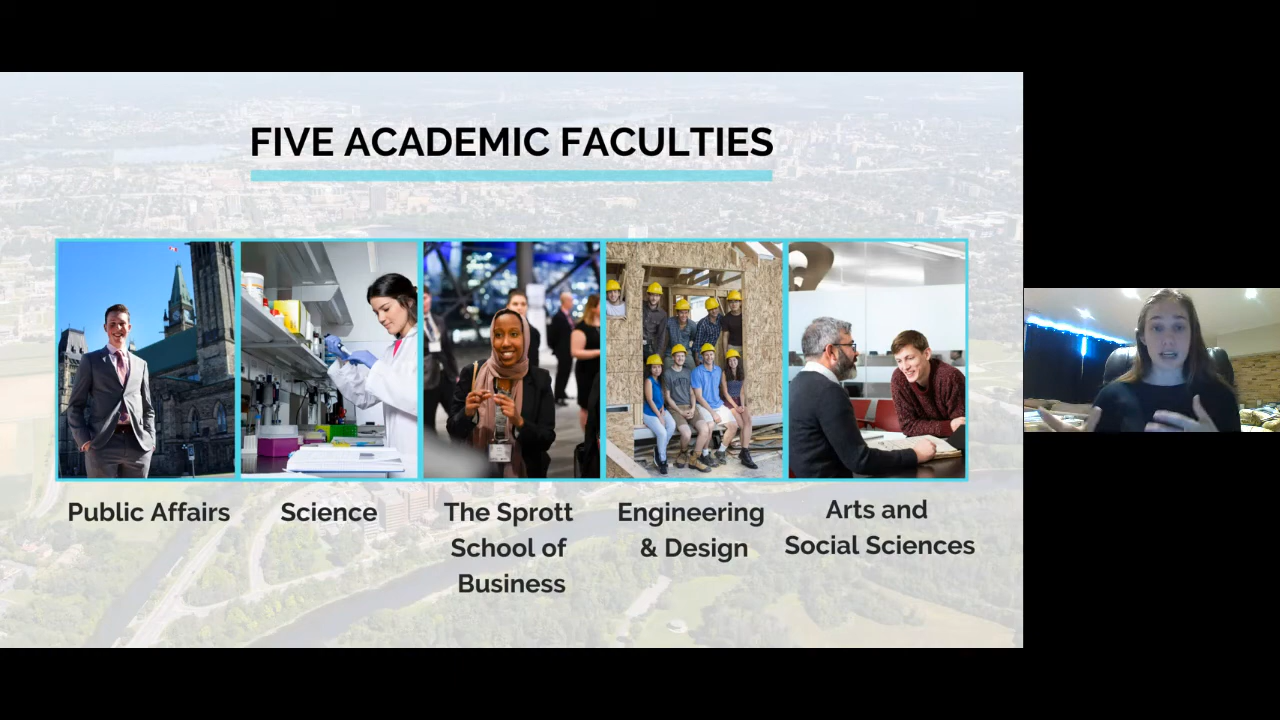 FIVE ACADEMIC FACULTIES
Public Affairs
Science
The Sprott
School of
Business
Engineering
& Design
Arts and
Social Sciences